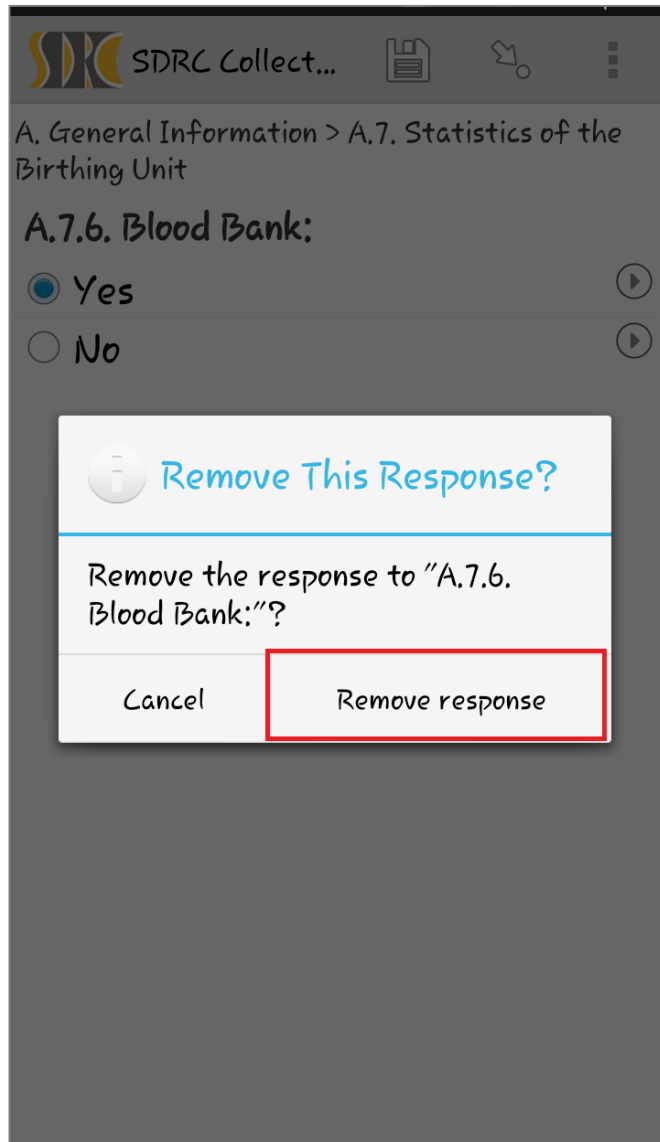 SDRC SDRC Collect...
A. General Information > A.7. Statistics of the
Birthing Unit
A.7.6. Blood Bank:
Yes
No
Remove This Response?
Remove the response to "A.7.6.
Blood Bank:"?
Cancel Remove response